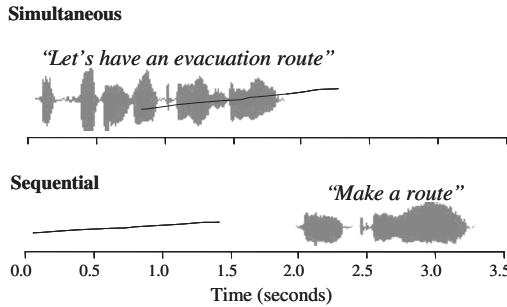 Simultaneous
“Let’s have an evacuation route”
Sequential
“Make a route”
0.0 0.5 1.0 1.5 2.0 2.5 3.0 3.5
Time (seconds)